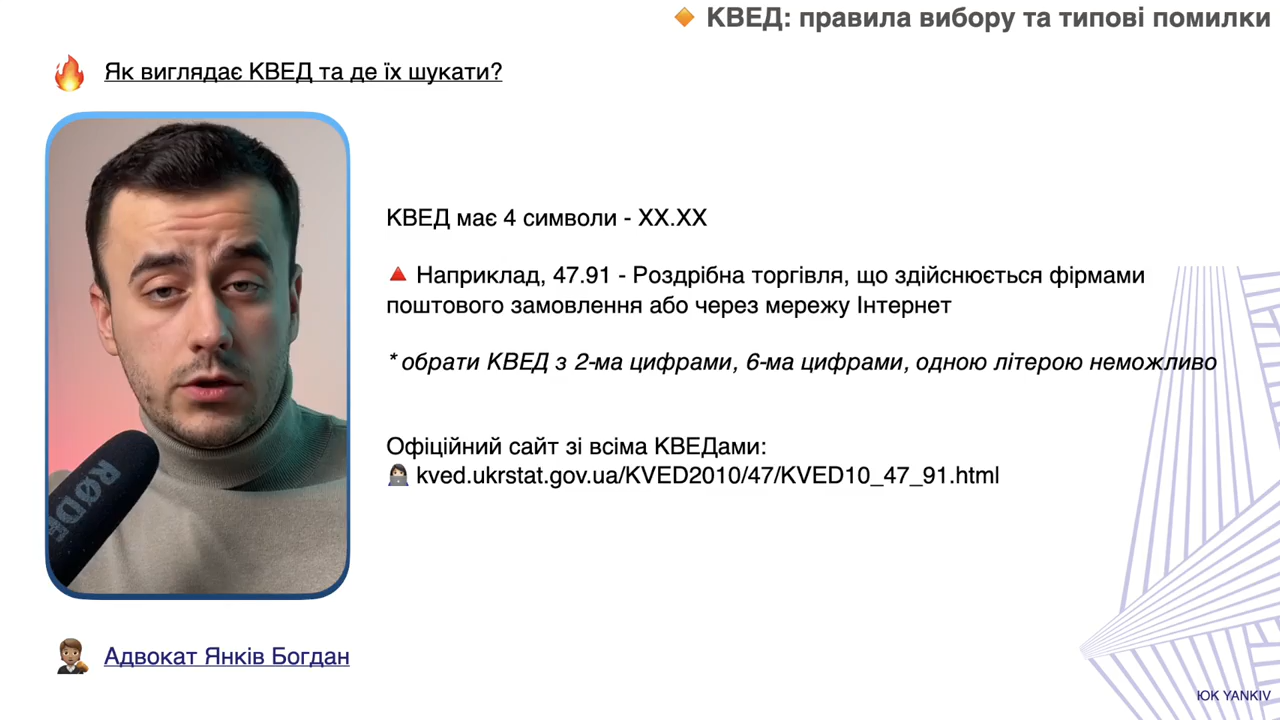 🔸 КВЕД: правила вибору та типові помилки
🔥 Як виглядає КВЕД та де їх шукати?
КВЕД має 4 символи - ХХ.ХХ
🔺 Наприклад, 47.91 - Роздрібна торгівля, що здійснюється фірмами
поштового замовлення або через мережу Інтернет
* обрати КВЕД з 2-ма цифрами, 6-ма цифрами, одною літерою неможливо
Офіційний сайт зі всіма КВЕДами:
kved.ukrstat.gov.ua/KVED2010/47/KVED10_47_91.html
RØDE
Адвокат Янків Богдан
ЮК YANKIV